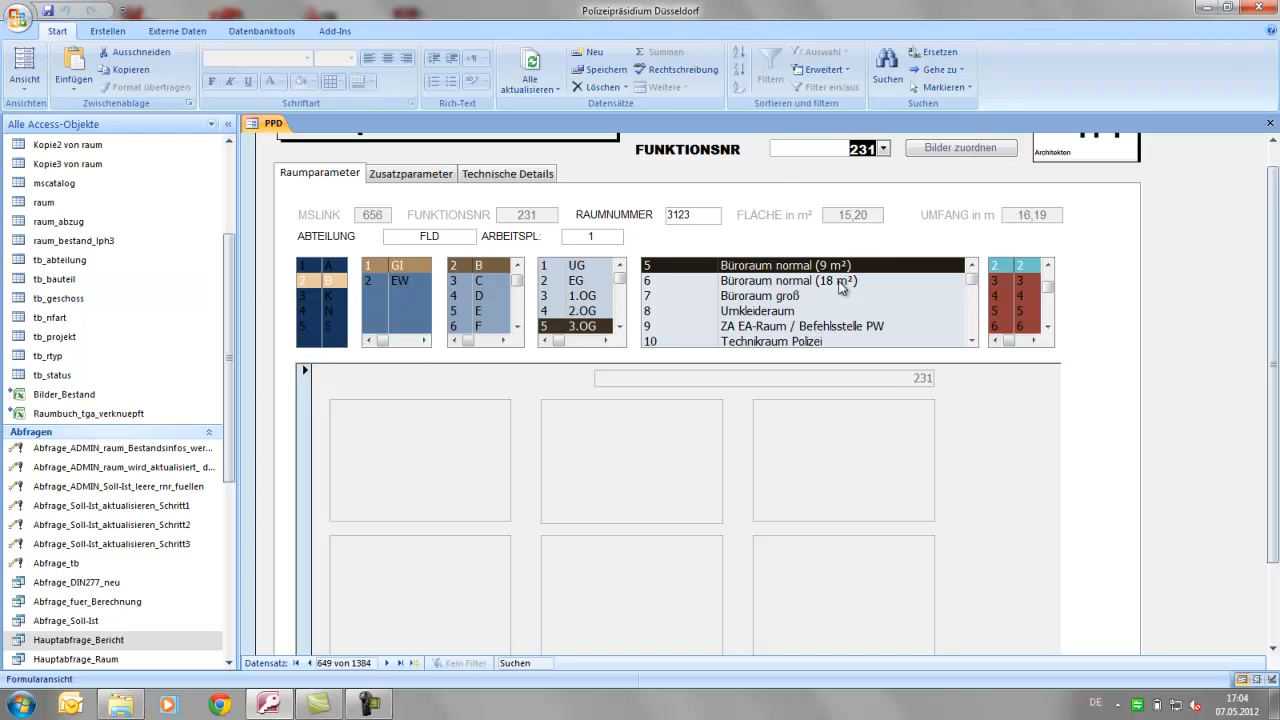 Polizeipräsidium Düsseldorf
Start Erstellen Externe Daten Datenbanktools Add-Ins
Ansicht
Ansichten
Einfügen
Ausschneiden
Kopieren
Format übertragen
Zwischenablage
F K U A
Schriftart
Rich-Text
Alle aktualisieren
Neu
Speichern
Löschen
Summen
Rechtschreibung
Weitere
Datensätze
Filtern
Auswahl
Erweitert
Filter ein/aus
Sortieren und filtern
Suchen
Ersetzen
Gehe zu
Markieren
Suchen
Alle Access-Objekte
PPD
Kopie2 von raum
Kopie3 von raum
mscatalog
raum
raum_abzug
raum_bestand_lph3
tb_abteilung
tb_bauteil
tb_geschoss
tb_nfart
tb_projekt
tb_rtyp
tb_status
Bilder_Bestand
Raumbuch_tga_verknuepft
Abfragen
Abfrage_ADMIN_raum_Bestandsinfos_wer...
Abfrage_ADMIN_raum_wird_aktualisiert_ d...
Abfrage_ADMIN_Soll-Ist_leere_rnr_fuellen
Abfrage_Soll-Ist_aktualisieren_Schritt1
Abfrage_Soll-Ist_aktualisieren_Schritt2
Abfrage_Soll-Ist_aktualisieren_Schritt3
Abfrage_tb
Abfrage_DIN277_neu
Abfrage_fuer_Berechnung
Abfrage_Soll-Ist
Hauptabfrage_Bericht
Hauptabfrage_Raum
FUNKTIONSNR 231 Bilder zuordnen
Architekten
Raumparameter Zusatzparameter Technische Details
MSLINK 656 FUNKTIONSNR 231 RAUMNUMMER 3123 FLÄCHE in m² 15,20 UMFANG in m 16,19
ABTEILUNG FLD ARBEITSPL: 1
1 A
2 B
3 K
4 N
5 S
1 GI
2 EW
2 B
3 C
4 D
5 E
6 F
1 UG
2 EG
3 1.OG
4 2.OG
5 3.OG
5 Büroraum normal (9 m²)
6 Büroraum normal (18 m²)
7 Büroraum groß
8 Umkleideraum
9 ZA EA-Raum / Befehlsstelle PW
10 Technikraum Polizei
2 2
3 3
4 4
5 5
6 6
231
Datensatz: 649 von 1384 Kein Filter Suchen
Formularansicht
DE
17:04
07.05.2012